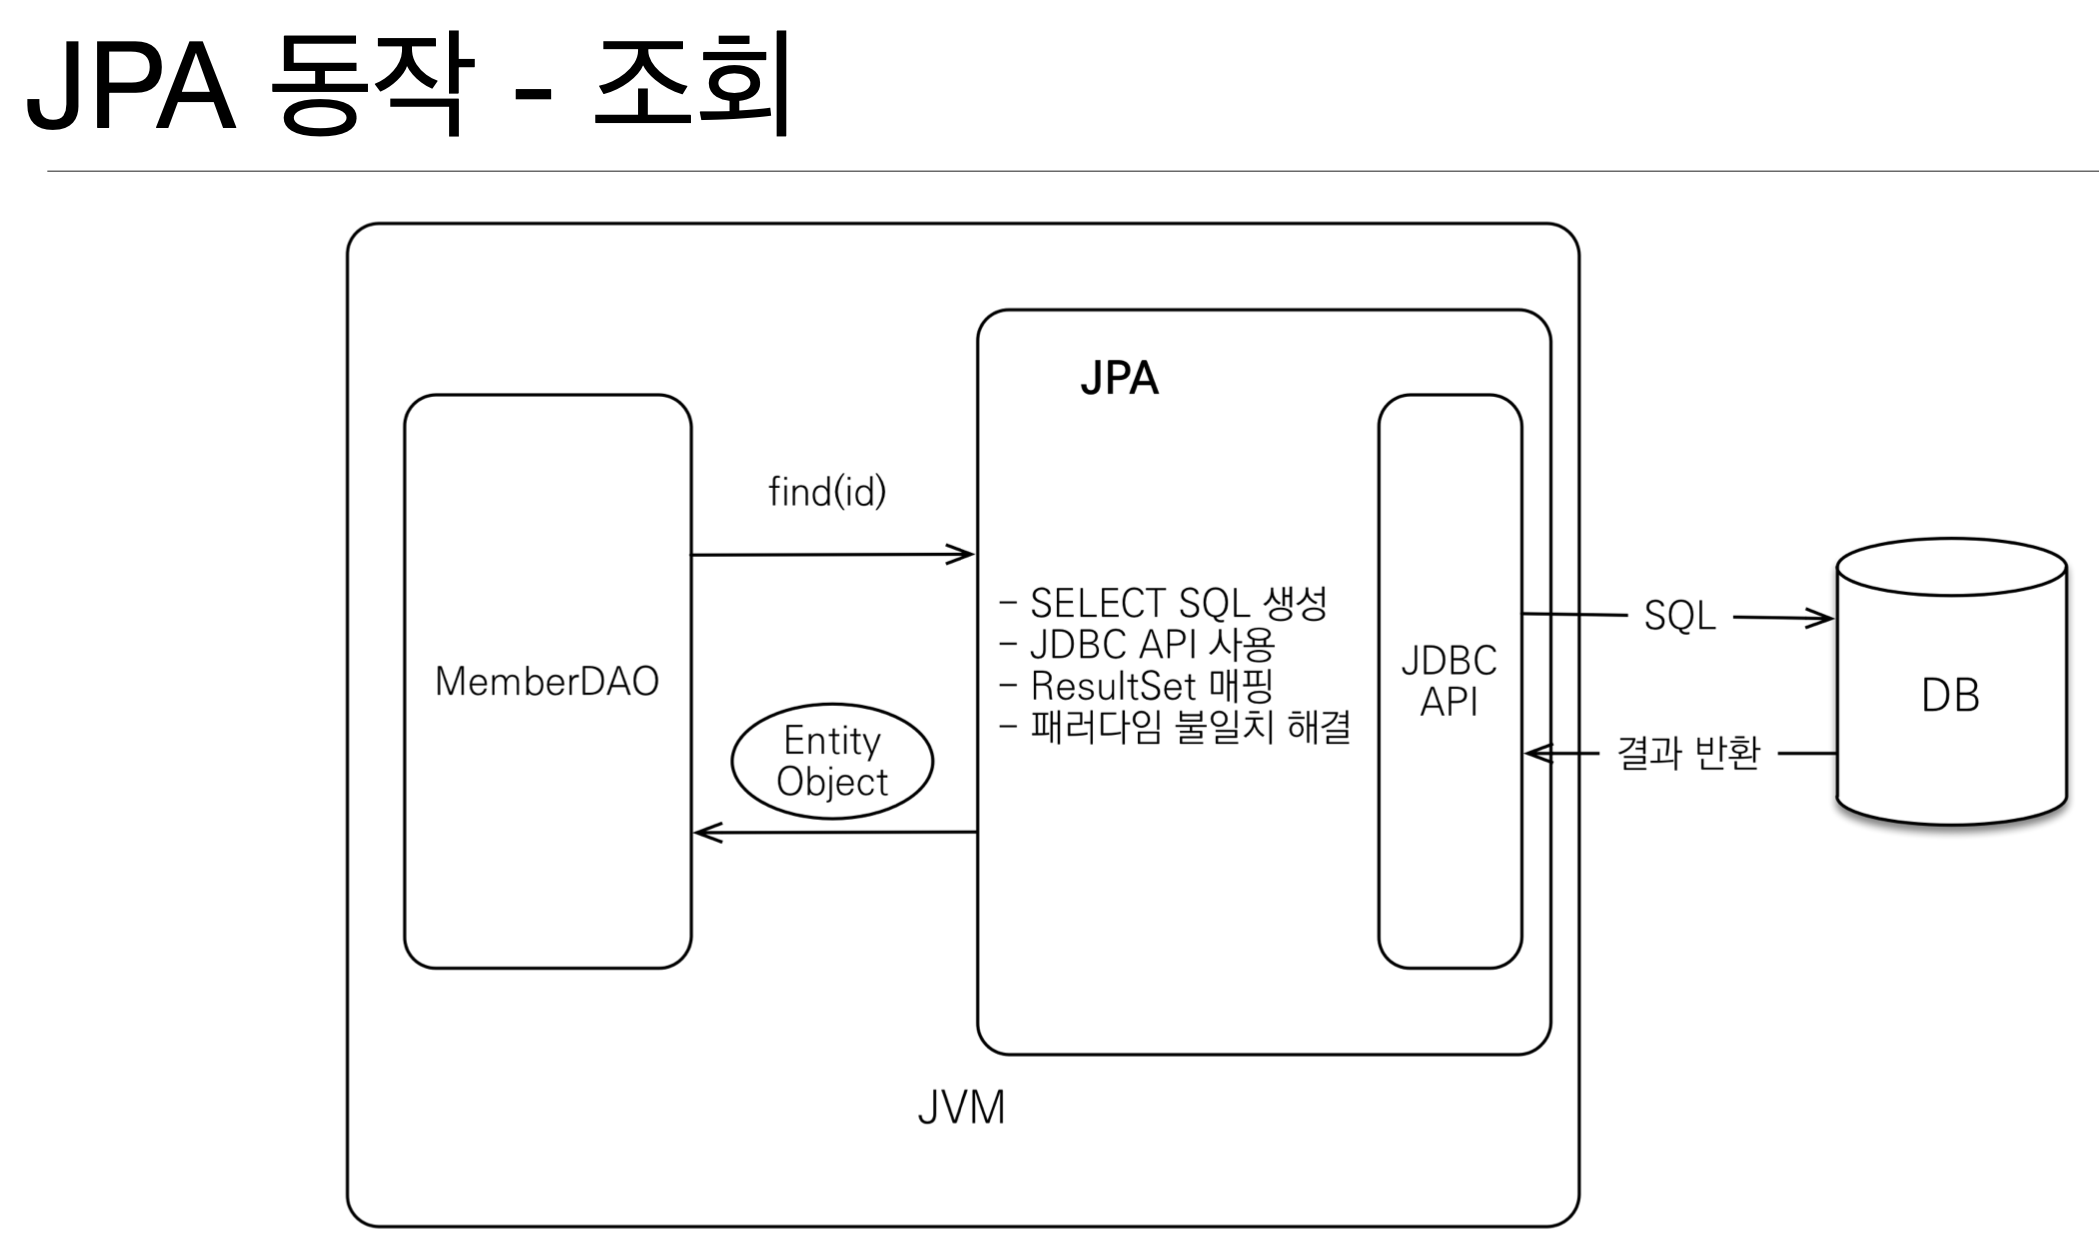 JPA 동작 - 조회
JPA
find(id)
- SELECT SQL 생성
- JDBC API 사용
- ResultSet 매핑
- 패러다임 불일치 해결
MemberDAO
Entity
Object
JDBC
API
SQL
결과 반환
DB
JVM